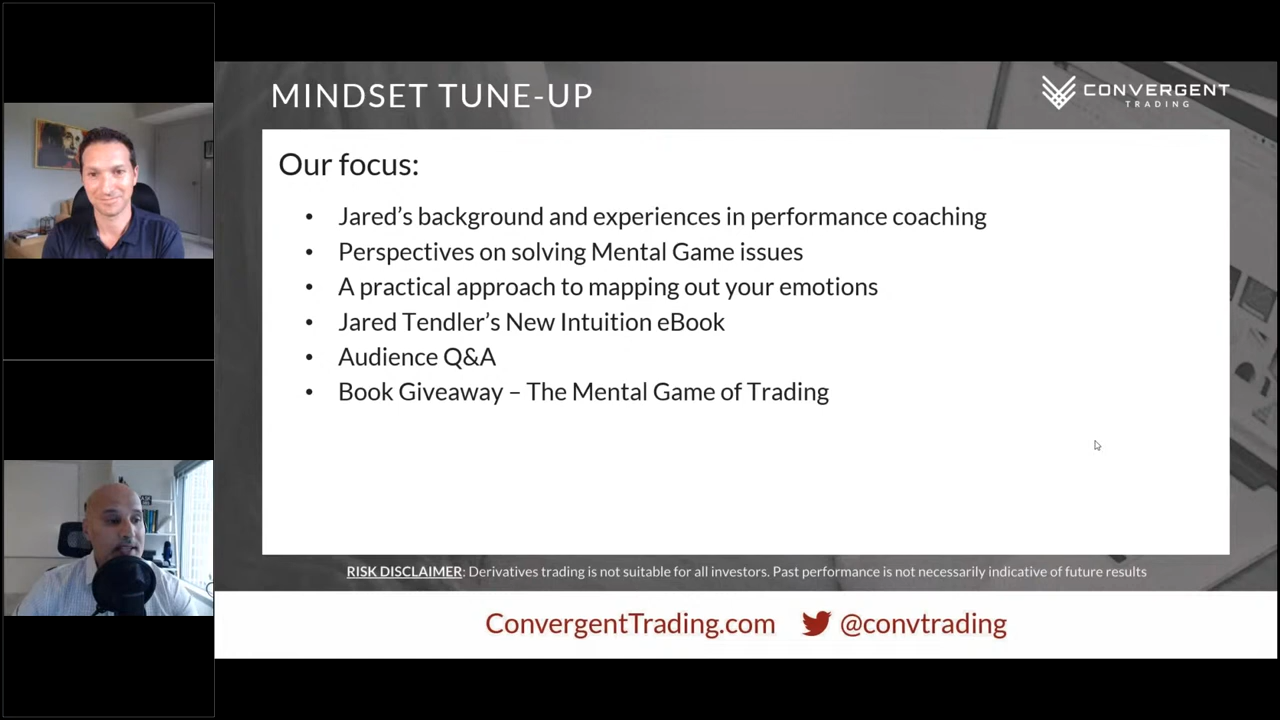 MINDSET TUNE-UP
CONVERGENT
TRADING
Our focus:
• Jared’s background and experiences in performance coaching
• Perspectives on solving Mental Game issues
• A practical approach to mapping out your emotions
• Jared Tendler’s New Intuition eBook
• Audience Q&A
• Book Giveaway – The Mental Game of Trading
RISK DISCLAIMER: Derivatives trading is not suitable for all investors. Past performance is not necessarily indicative of future results
ConvergentTrading.com @convtrading